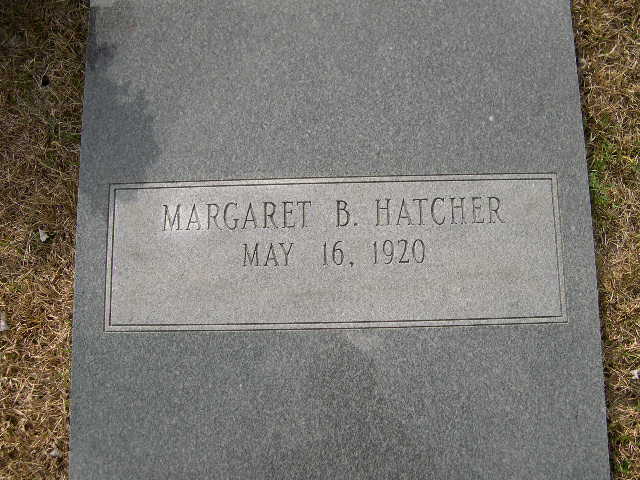 MARGARET B. HATCHER
MAY 16, 1920